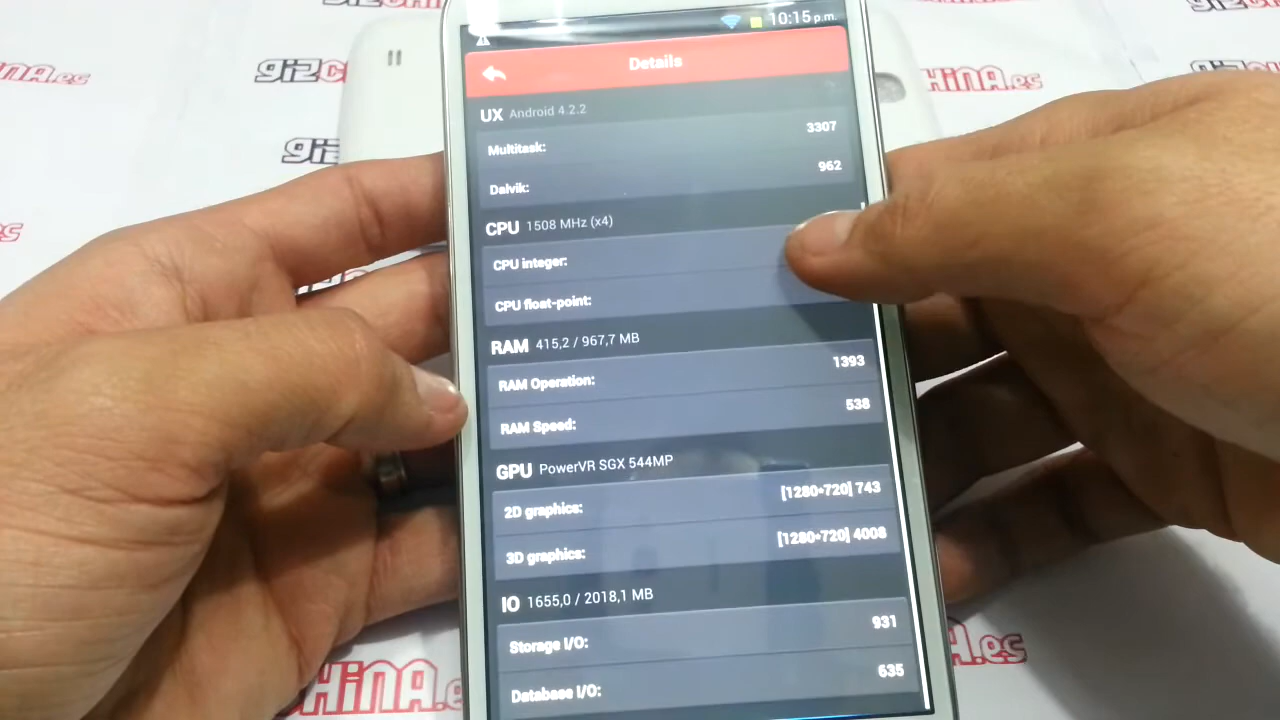 10:15 p.m.
Details
UX Android 4.2.2
Multitask: 3307
Dalvik: 962
CPU 1508 MHz (x4)
CPU integer:
CPU float-point:
RAM 415,2 / 967,7 MB
RAM Operation: 1393
RAM Speed: 538
GPU PowerVR SGX 544MP
2D graphics: [1280*720] 743
3D graphics: [1280*720] 4008
IO 1655,0 / 2018,1 MB
Storage I/O: 931
Database I/O: 635